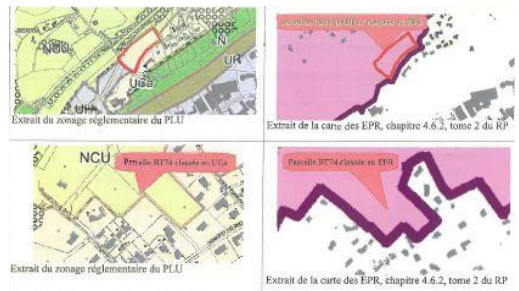 NCU
N
UR
UGa
Extrait du zonage réglementaire du PLU
Extrait de la carte des EPR, chapitre 4.6.2, tome 2 du RP
NCU
Parcelle BT74 classée en UGa
Parcelle BT74 classée en EPR
Extrait du zonage réglementaire du PLU
Extrait de la carte des EPR, chapitre 4.6.2, tome 2 du RP